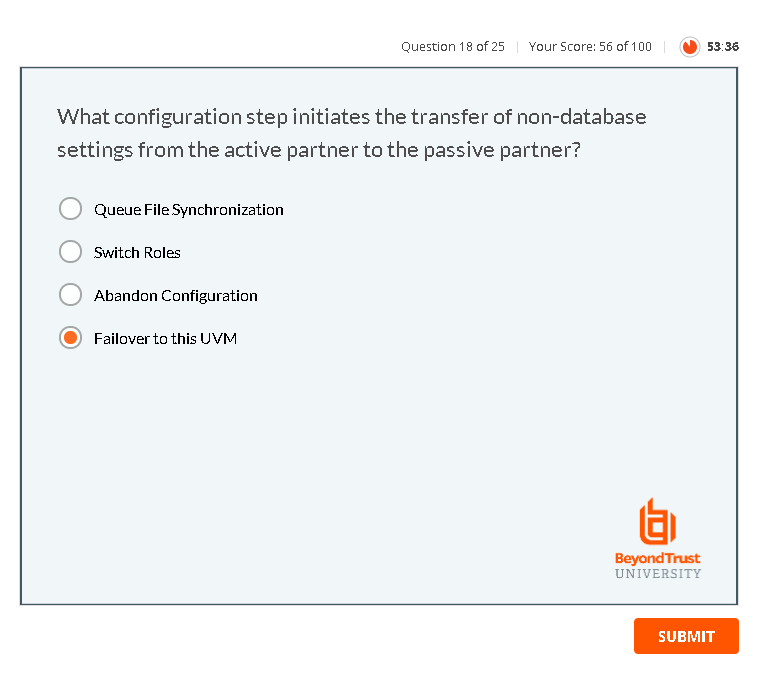 Question 18 of 25 | Your Score: 56 of 100 | 53:36
What configuration step initiates the transfer of non-database
settings from the active partner to the passive partner?
Queue File Synchronization
Switch Roles
Abandon Configuration
Failover to this UVM
BeyondTrust
UNIVERSITY
SUBMIT